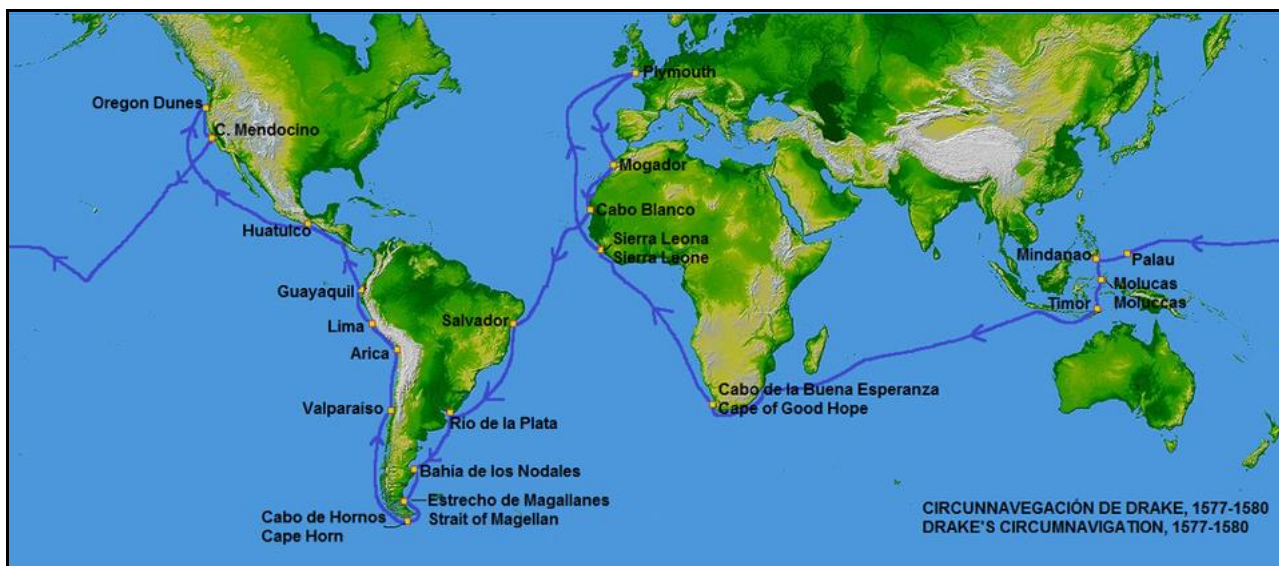 Plymouth
Oregon Dunes
C. Mendocino
Mogador
Cabo Blanco
Huatulco
Sierra Leona
Sierra Leone
Mindanao
Palau
Guayaquil
Molucas
Moluccas
Timor
Lima
Salvador
Arica
Cabo de la Buena Esperanza
Cape of Good Hope
Valparaíso
Rio de la Plata
Bahia de los Nodales
Estrecho de Magallanes
Strait of Magellan
Cabo de Hornos
Cape Horn
CIRCUNNAVEGACIÓN DE DRAKE, 1577-1580
DRAKE'S CIRCUMNAVIGATION, 1577-1580